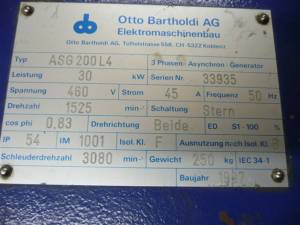 Otto Bartholdi AG
Elektromaschinenbau
Otto Bartholdi AG, Tuttelstrasse 558, CH-5322 Koblenz
Typ ASG 200 L4 3 Phasen - Asynchron - Generator
Leistung 30 kW Serien Nr. 33935
Spannung 460 V Strom 45 A Frequenz 50 Hz
Drehzahl 1525 min-1 Schaltung Stern
cos phi 0,83 Drehrichtung Beide ED S1 - 100 %
IP 54 IM 1001 Isol. Kl. F Ausnutzung nach Isol. Kl.
Schleuderdrehzahl 3080 min-1 Gewicht 250 kg IEC 34-1
Baujahr